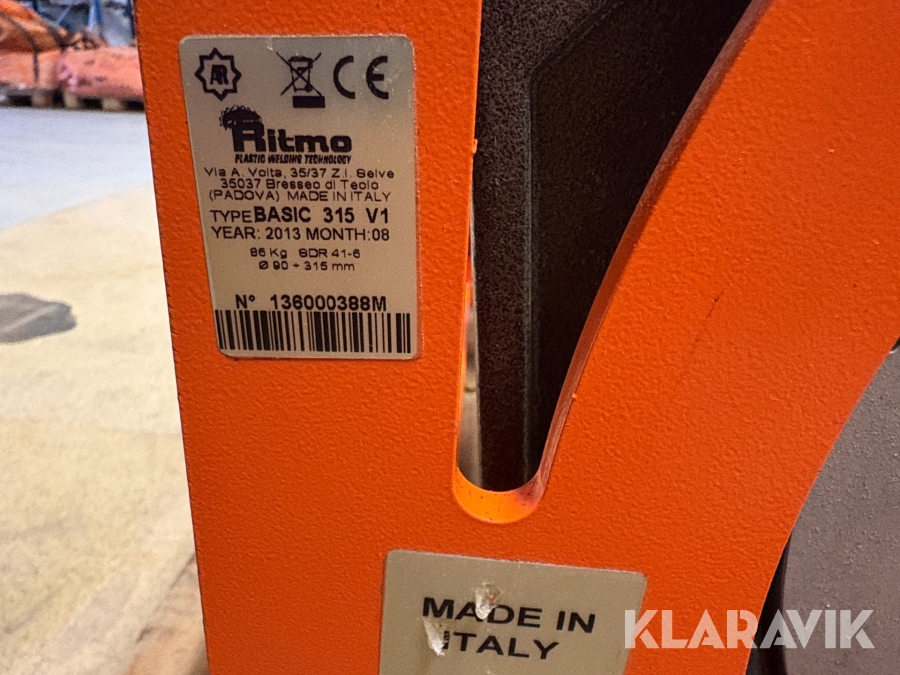 Ritmo
PLASTIC WELDING TECHNOLOGY
Via A. Volta, 35/37 Z.I. Selve
35037 Bresseo di Teolo
(PADOVA) MADE IN ITALY
TYPE BASIC 315 V1
YEAR: 2013 MONTH:08
86 Kg SDR 41-6
Ø 90 ÷ 315 mm
N° 136000388M
MADE IN
ITALY
KLARAVIK